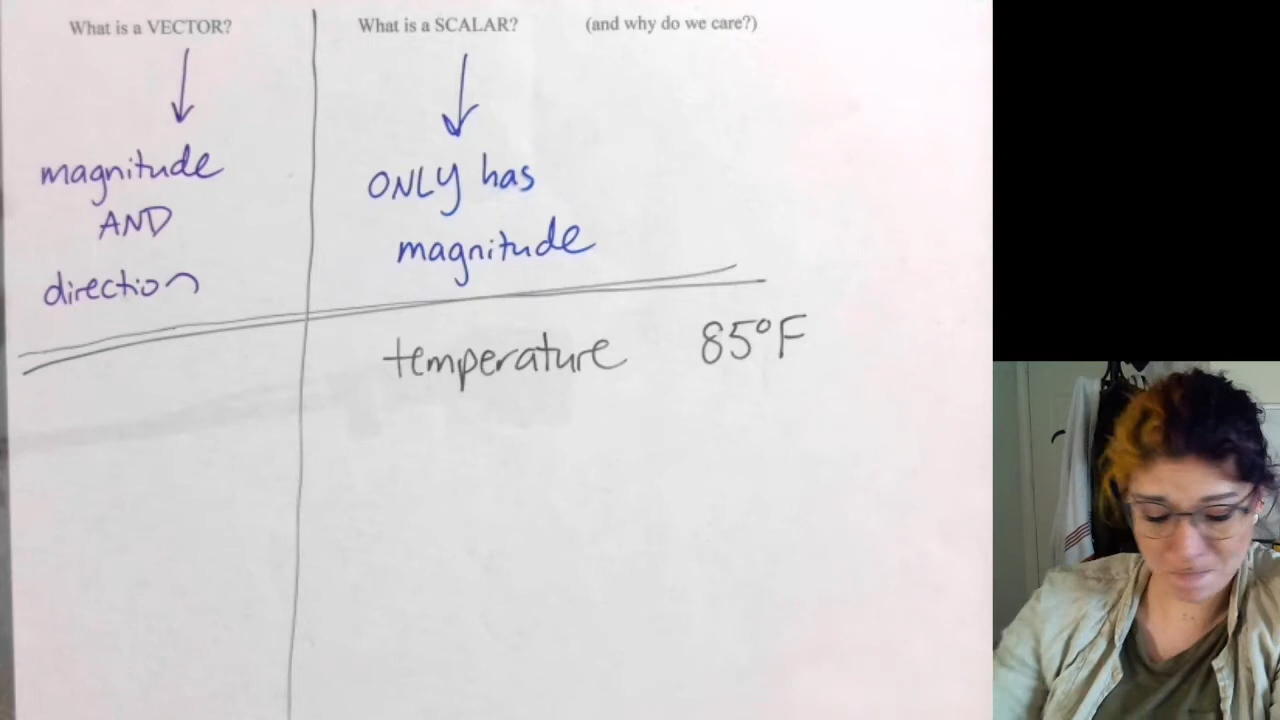 What is a VECTOR?
What is a SCALAR? (and why do we care?)
magnitude
AND
direction
ONLY has
magnitude
temperature 85°F